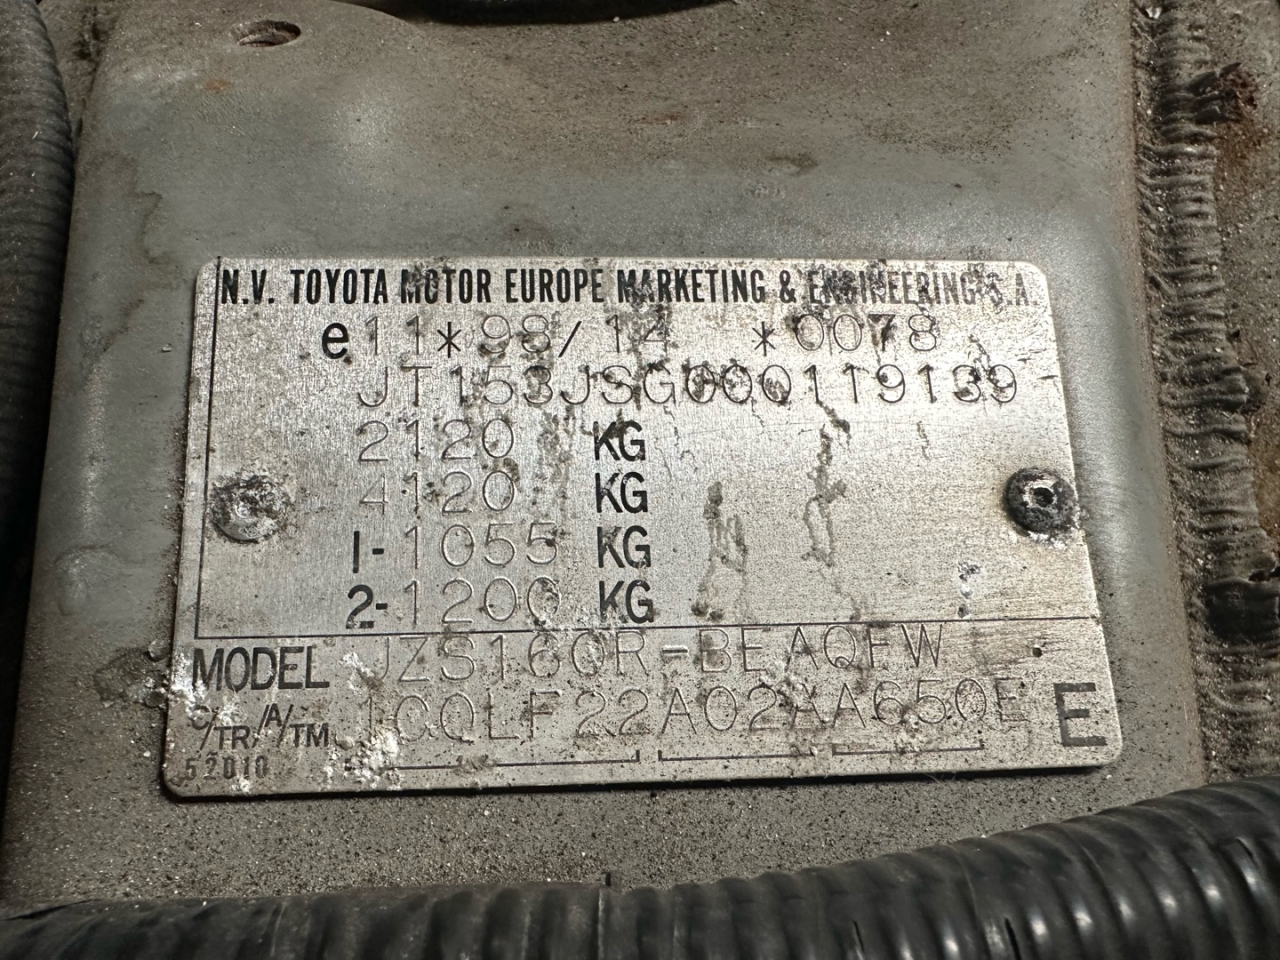 N.V. TOYOTA MOTOR EUROPE MARKETING & ENGINEERING S.A.
e11*98/14 *0078
JT153JSG000119139
2120 KG
4120 KG
1-1055 KG
2-1200 KG
MODEL JZS160R-BEAQFW
C/TR/A/TM 1C0LF22A02AA650E E
52010